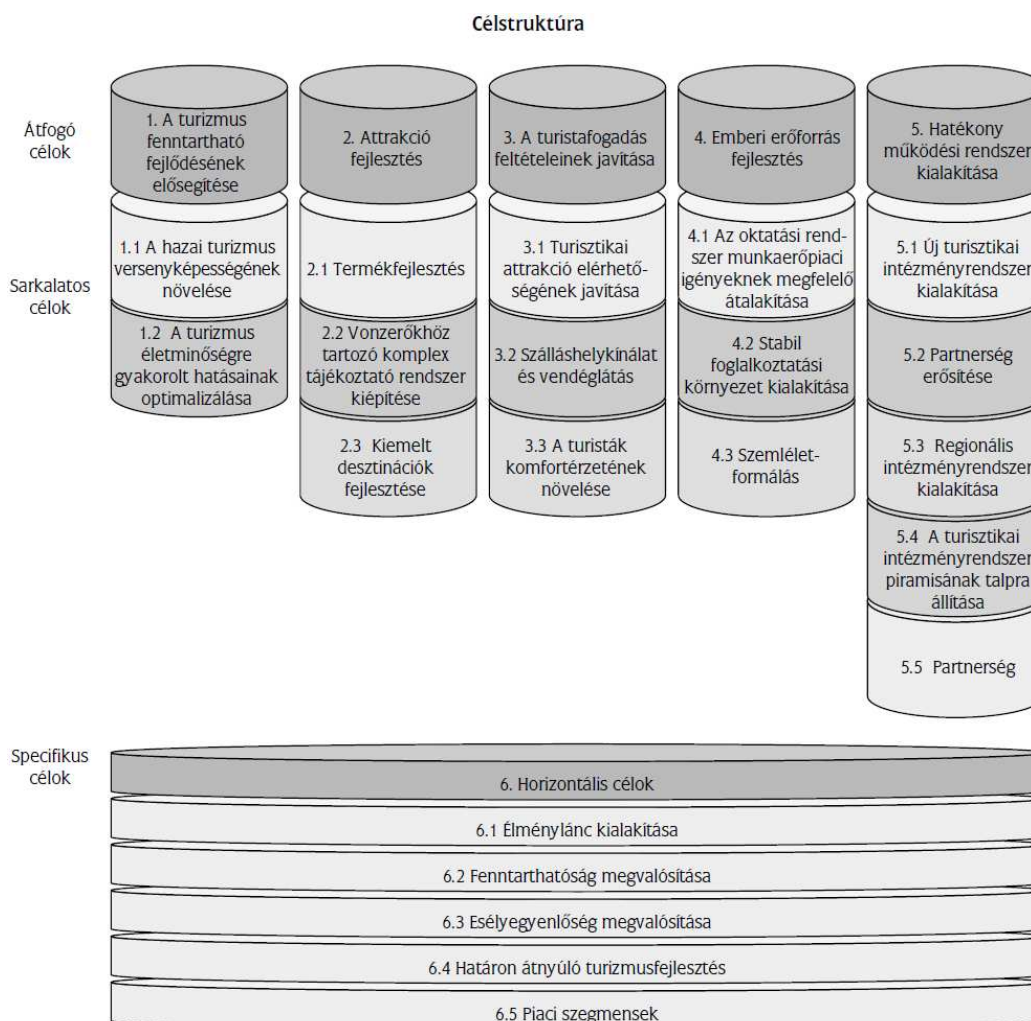 Célstruktúra
Átfogó
célok
1. A turizmus
fenntartható
fejlődésének
elősegítése
2. Attrakció
fejlesztés
3. A turistafogadás
feltételeinek javítása
4. Emberi erőforrás
fejlesztés
5. Hatékony
működési rendszer
kialakítása
Sarkalatos
célok
1.1 A hazai turizmus
versenyképességének
növelése
2.1 Termékfejlesztés
3.1 Turisztikai
attrakció elérhető-
ségének javítása
4.1 Az oktatási rend-
szer munkaerőpiaci
igényeknek megfelelő
átalakítása
5.1 Új turisztikai
intézményrendszer
kialakítása
1.2 A turizmus
életminőségre
gyakorolt hatásainak
optimalizálása
2.2 Vonzerőkhöz
tartozó komplex
tájékoztató rendszer
kiépítése
3.2 Szálláshelykínálat
és vendéglátás
4.2 Stabil
foglalkoztatási
környezet kialakítása
5.2 Partnerség
erősítése
2.3 Kiemelt
desztinációk
fejlesztése
3.3 A turisták
komfortérzetének
növelése
4.3 Szemlélet-
formálás
5.3 Regionális
intézményrendszer
kialakítása
5.4 A turisztikai
intézményrendszer
piramisának talpra
állítása
5.5 Partnerség
Specifikus
célok
6. Horizontális célok
6.1 Élménylánc kialakítása
6.2 Fenntarthatóság megvalósítása
6.3 Esélyegyenlőség megvalósítása
6.4 Határon átnyúló turizmusfejlesztés
6.5 Piaci szegmensek